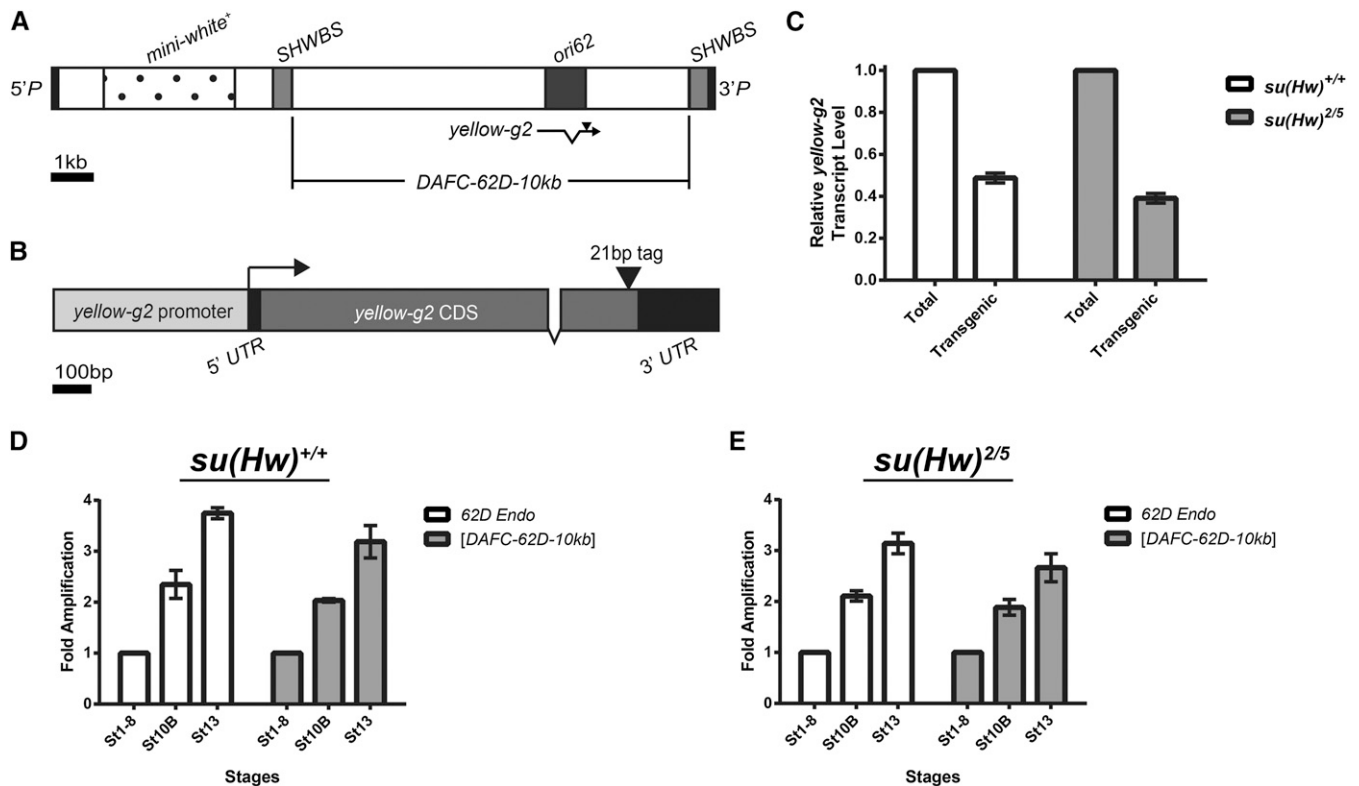 A
mini-white+
SHWBS
ori62
SHWBS
5'P
3'P
yellow-g2
1kb
DAFC-62D-10kb
B
21bp tag
yellow-g2 promoter
yellow-g2 CDS
5' UTR
3' UTR
100bp
C
Relative yellow-g2
Transcript Level
1.0
0.8
0.6
0.4
0.2
0.0
Total
Transgenic
Total
Transgenic
su(Hw)+/+
su(Hw)2/5
D
su(Hw)+/+
Fold Amplification
4
3
2
1
0
St1-8
St10B
St13
St1-8
St10B
St13
Stages
62D Endo
[DAFC-62D-10kb]
E
su(Hw)2/5
Fold Amplification
4
3
2
1
0
St1-8
St10B
St13
St1-8
St10B
St13
Stages
62D Endo
[DAFC-62D-10kb]